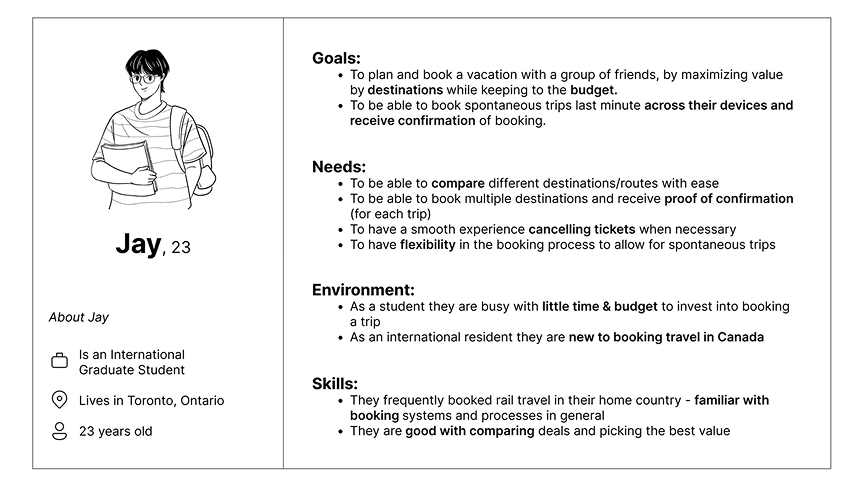 Jay, 23
About Jay
Is an International
Graduate Student
Lives in Toronto, Ontario
23 years old
Goals:
• To plan and book a vacation with a group of friends, by maximizing value
by destinations while keeping to the budget.
• To be able to book spontaneous trips last minute across their devices and
receive confirmation of booking.
Needs:
• To be able to compare different destinations/routes with ease
• To be able to book multiple destinations and receive proof of confirmation
(for each trip)
• To have a smooth experience cancelling tickets when necessary
• To have flexibility in the booking process to allow for spontaneous trips
Environment:
• As a student they are busy with little time & budget to invest into booking
a trip
• As an international resident they are new to booking travel in Canada
Skills:
• They frequently booked rail travel in their home country - familiar with
booking systems and processes in general
• They are good with comparing deals and picking the best value